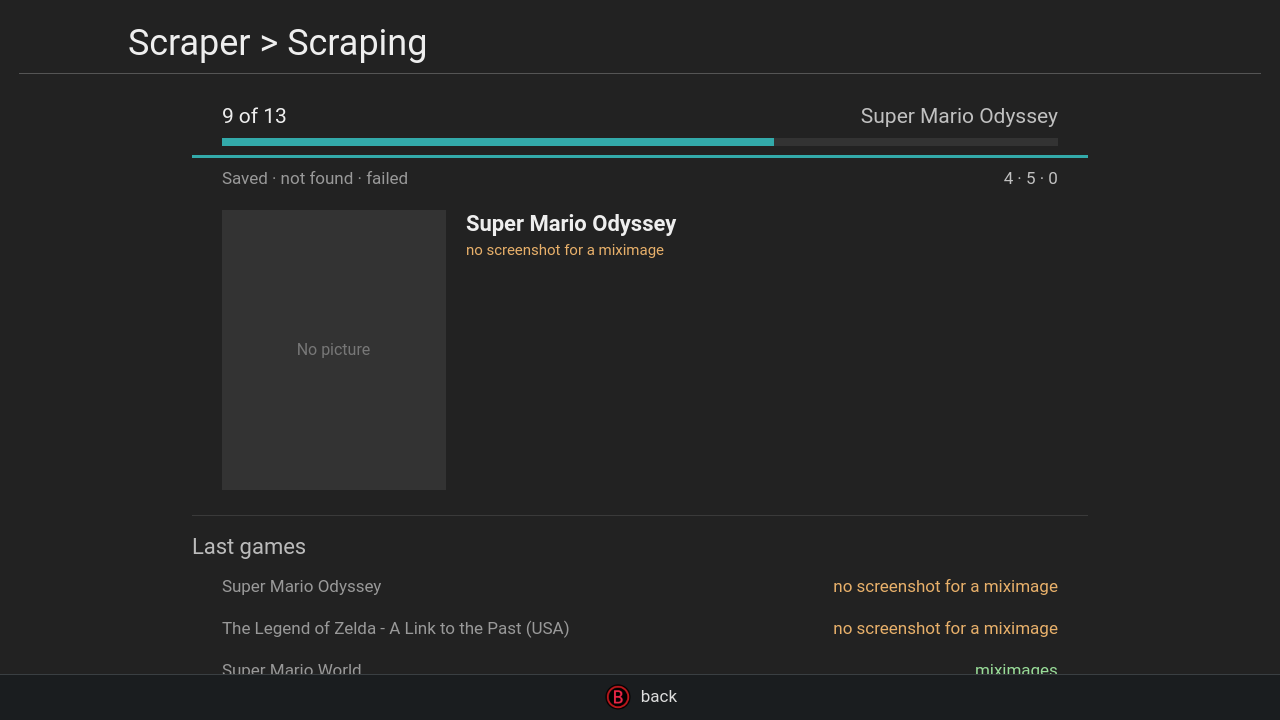 Scraper > Scraping
9 of 13
Super Mario Odyssey
Saved · not found · failed
4 · 5 · 0
Super Mario Odyssey
no screenshot for a miximage
No picture
Last games
Super Mario Odyssey
no screenshot for a miximage
The Legend of Zelda - A Link to the Past (USA)
no screenshot for a miximage
Super Mario World
miximages
B back